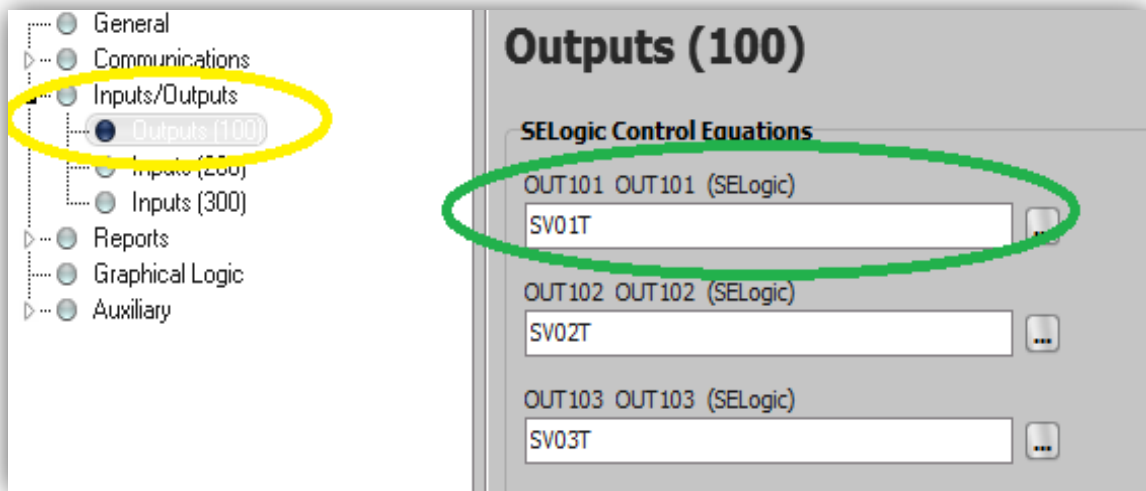 General
Communications
Inputs/Outputs
Outputs (100)
Inputs (200)
Inputs (300)
Reports
Graphical Logic
Auxiliary
Outputs (100)
SELogic Control Equations
OUT101 OUT101 (SELogic)
SV01T
...
OUT102 OUT102 (SELogic)
SV02T
...
OUT103 OUT103 (SELogic)
SV03T
...